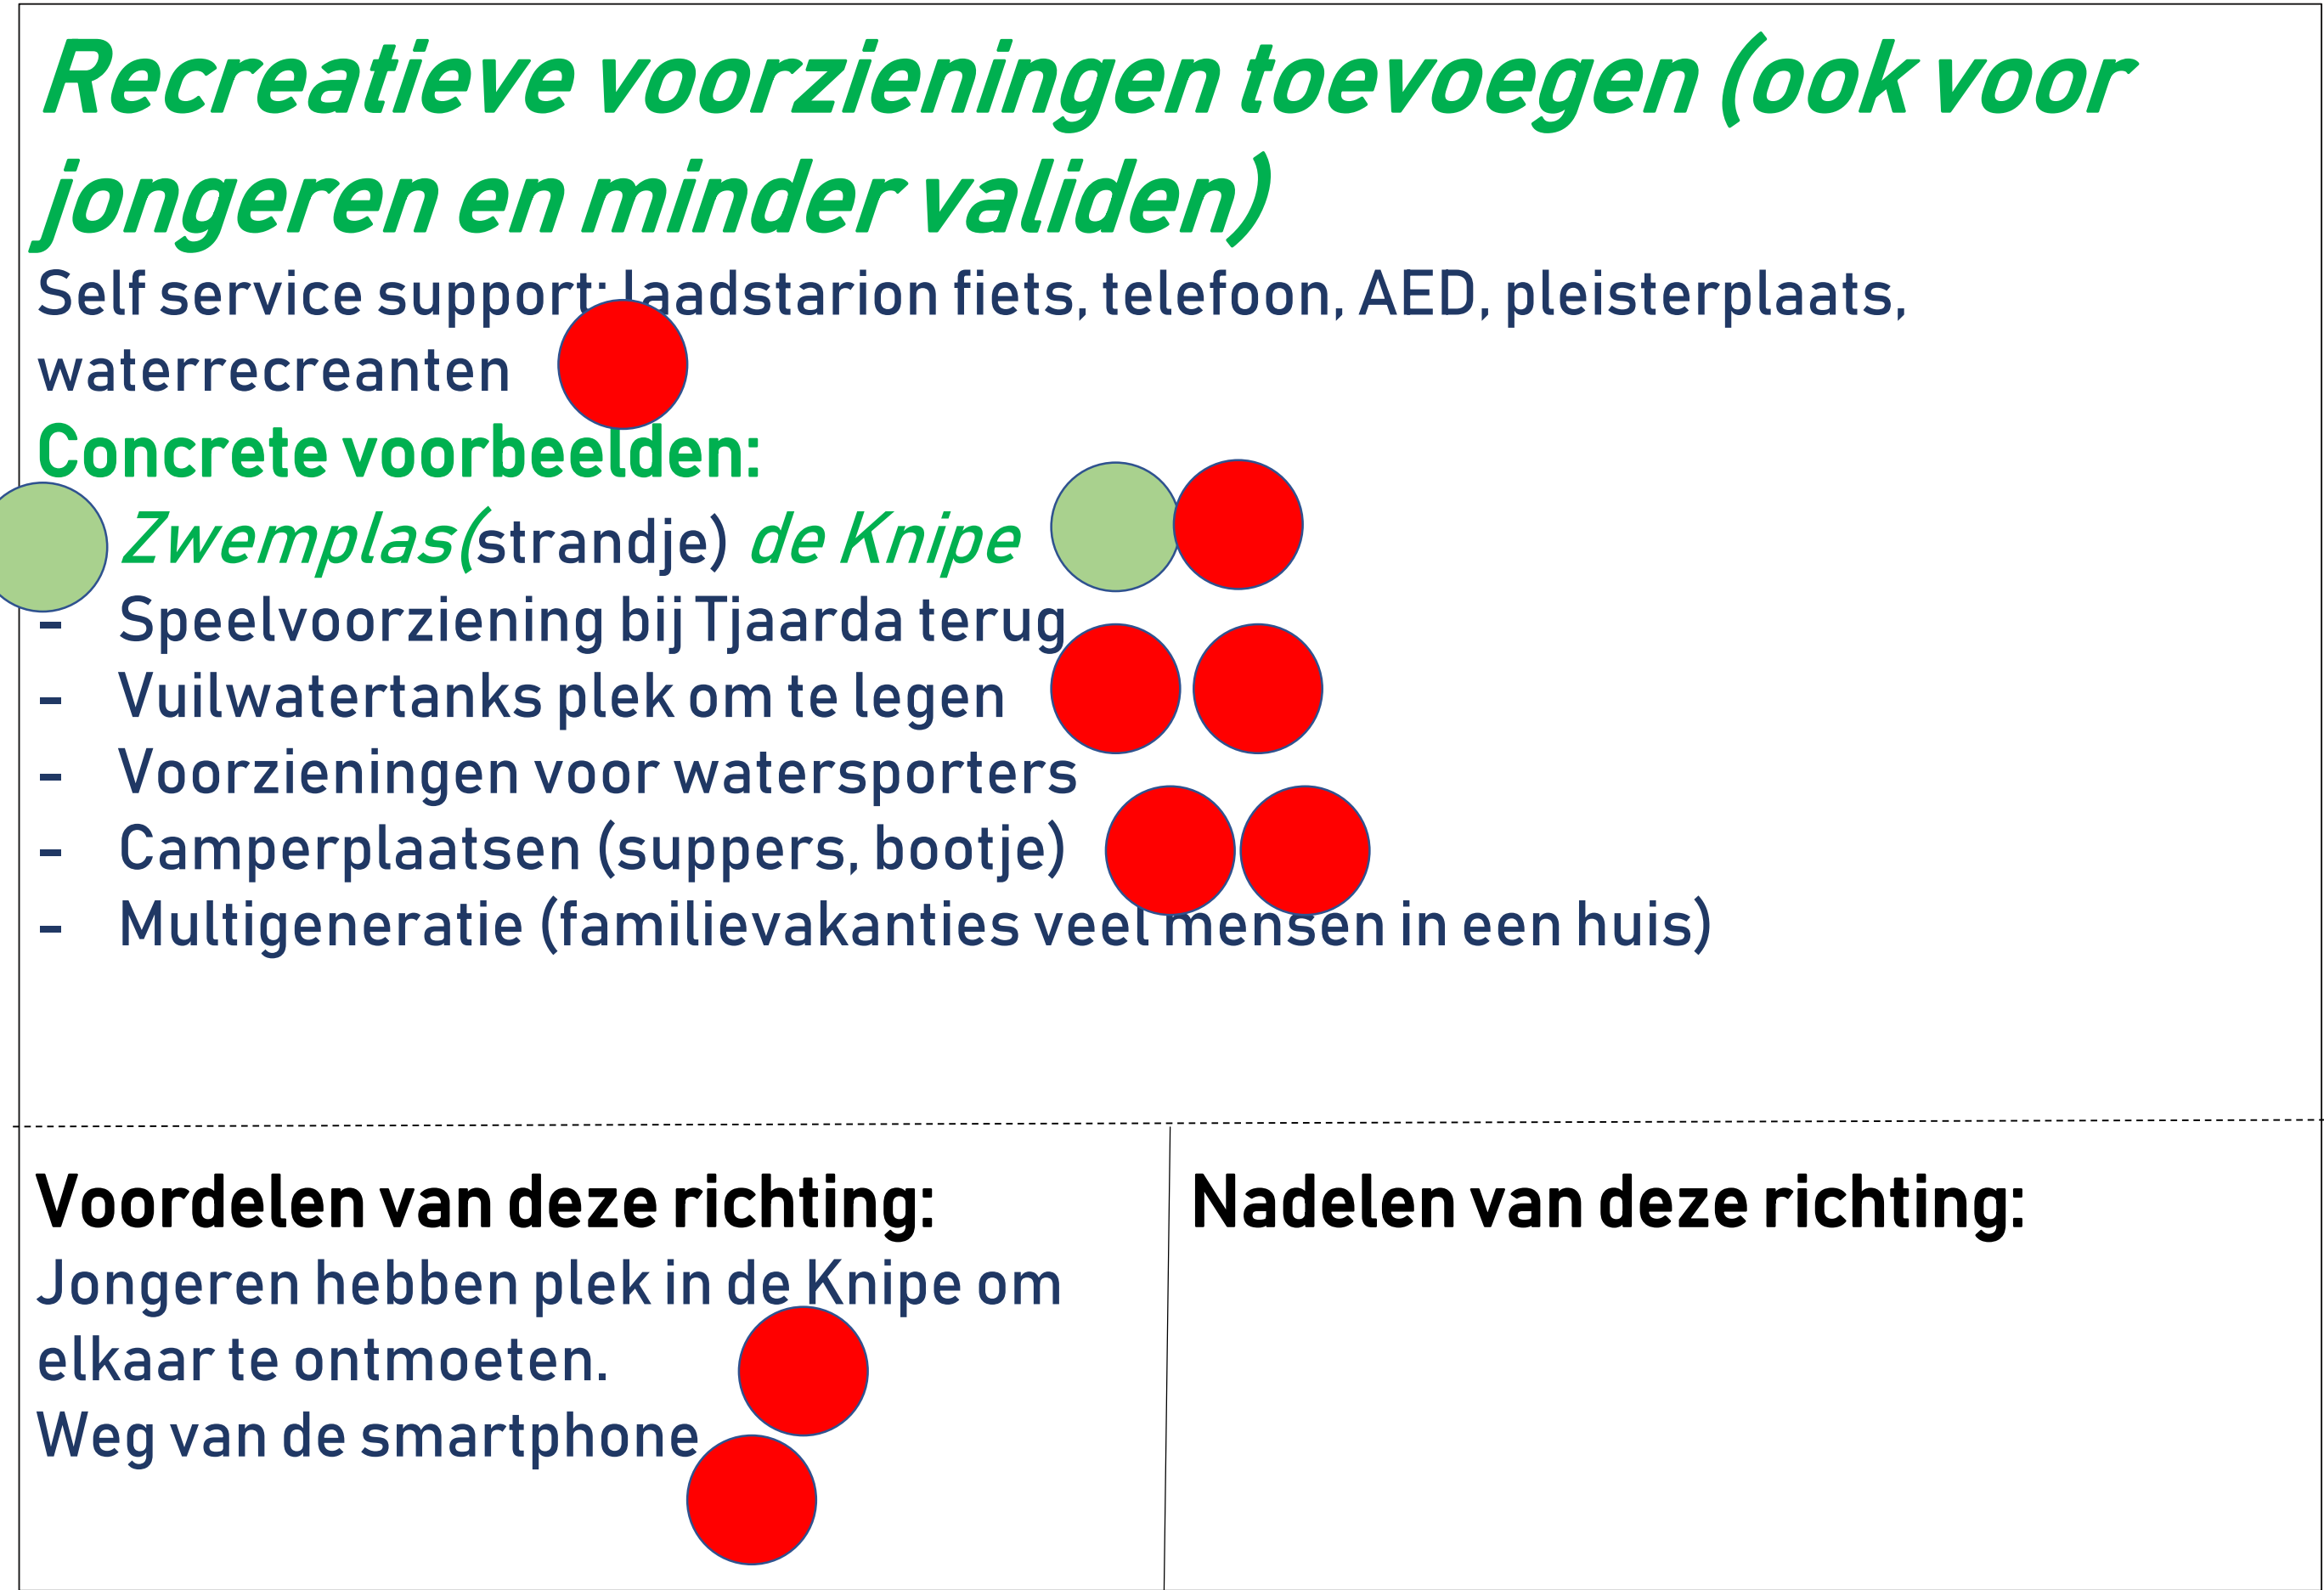 Recreatieve voorzieningen toevoegen (ook voor
jongeren en minder validen)
Self service support: laadstarion fiets, telefoon, AED, pleisterplaats,
waterrecreanten
Concrete voorbeelden:
Zwemplas(strandje) de Knipe
- Speelvoorziening bij Tjaarda terug
- Vuilwatertanks plek om te legen
- Voorzieningen voor watersporters
- Camperplaatsen (suppers, bootje)
- Multigeneratie (familievakanties veel mensen in een huis)
Voordelen van deze richting:
Jongeren hebben plek in de Knipe om
elkaar te ontmoeten.
Weg van de smartphone
Nadelen van deze richting: